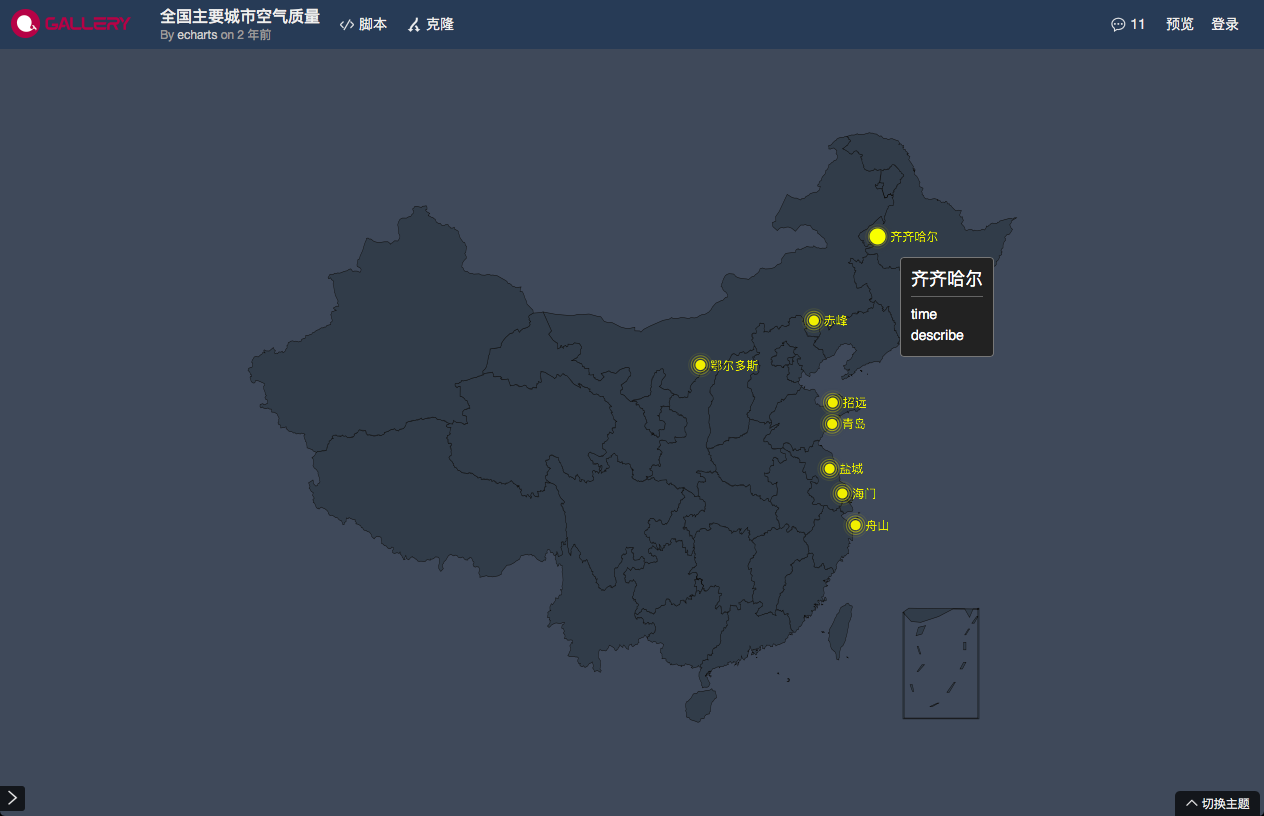 GALLERY
全国主要城市空气质量
By echarts on 2 年前
脚本
克隆
11
预览
登录
齐齐哈尔
齐齐哈尔
time
describe
赤峰
鄂尔多斯
招远
青岛
盐城
海门
舟山
切换主题